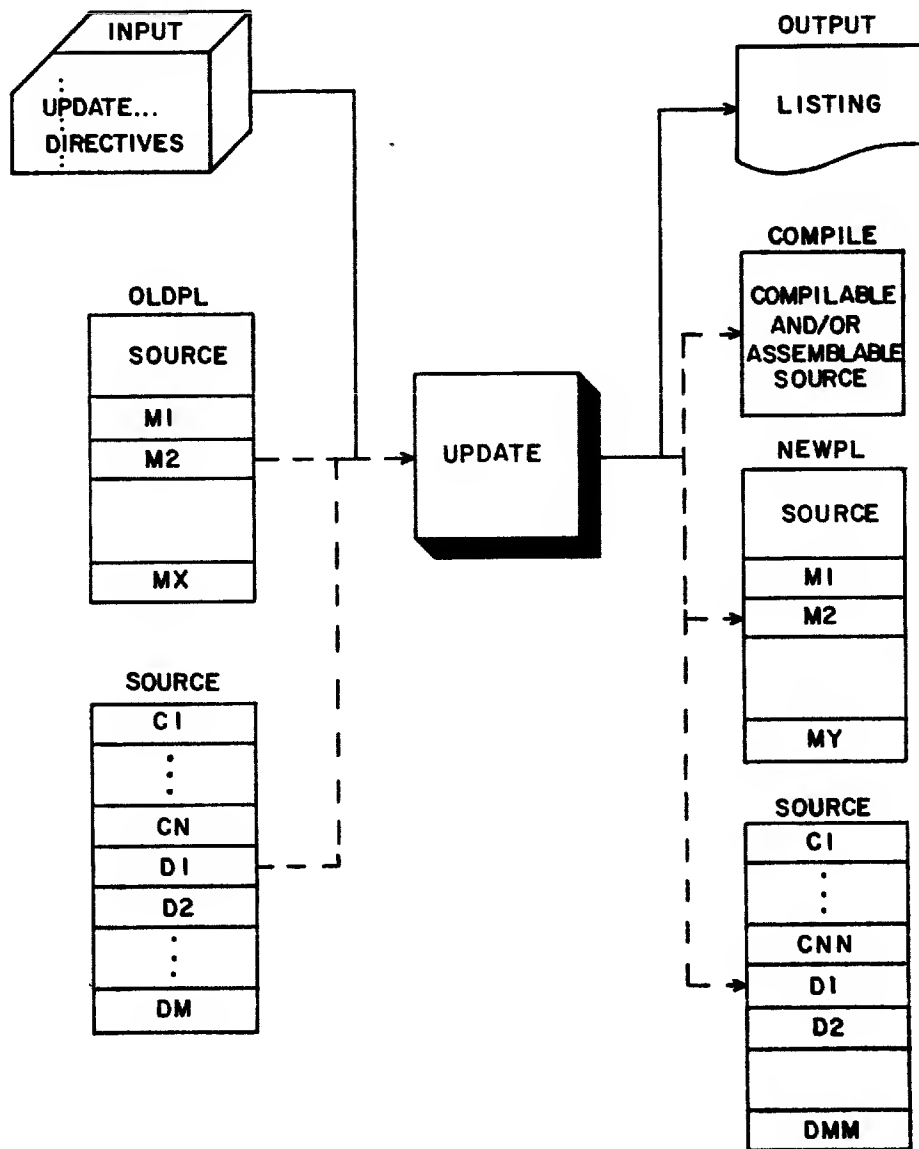 INPUT
UPDATE...
DIRECTIVES
OLDPL
SOURCE
M1
M2
MX
SOURCE
C1
CN
D1
D2
DM
UPDATE
OUTPUT
LISTING
COMPILE
COMPILABLE
AND/OR
ASSEMBLABLE
SOURCE
NEWPL
SOURCE
M1
M2
MY
SOURCE
C1
CNN
D1
D2
DMM